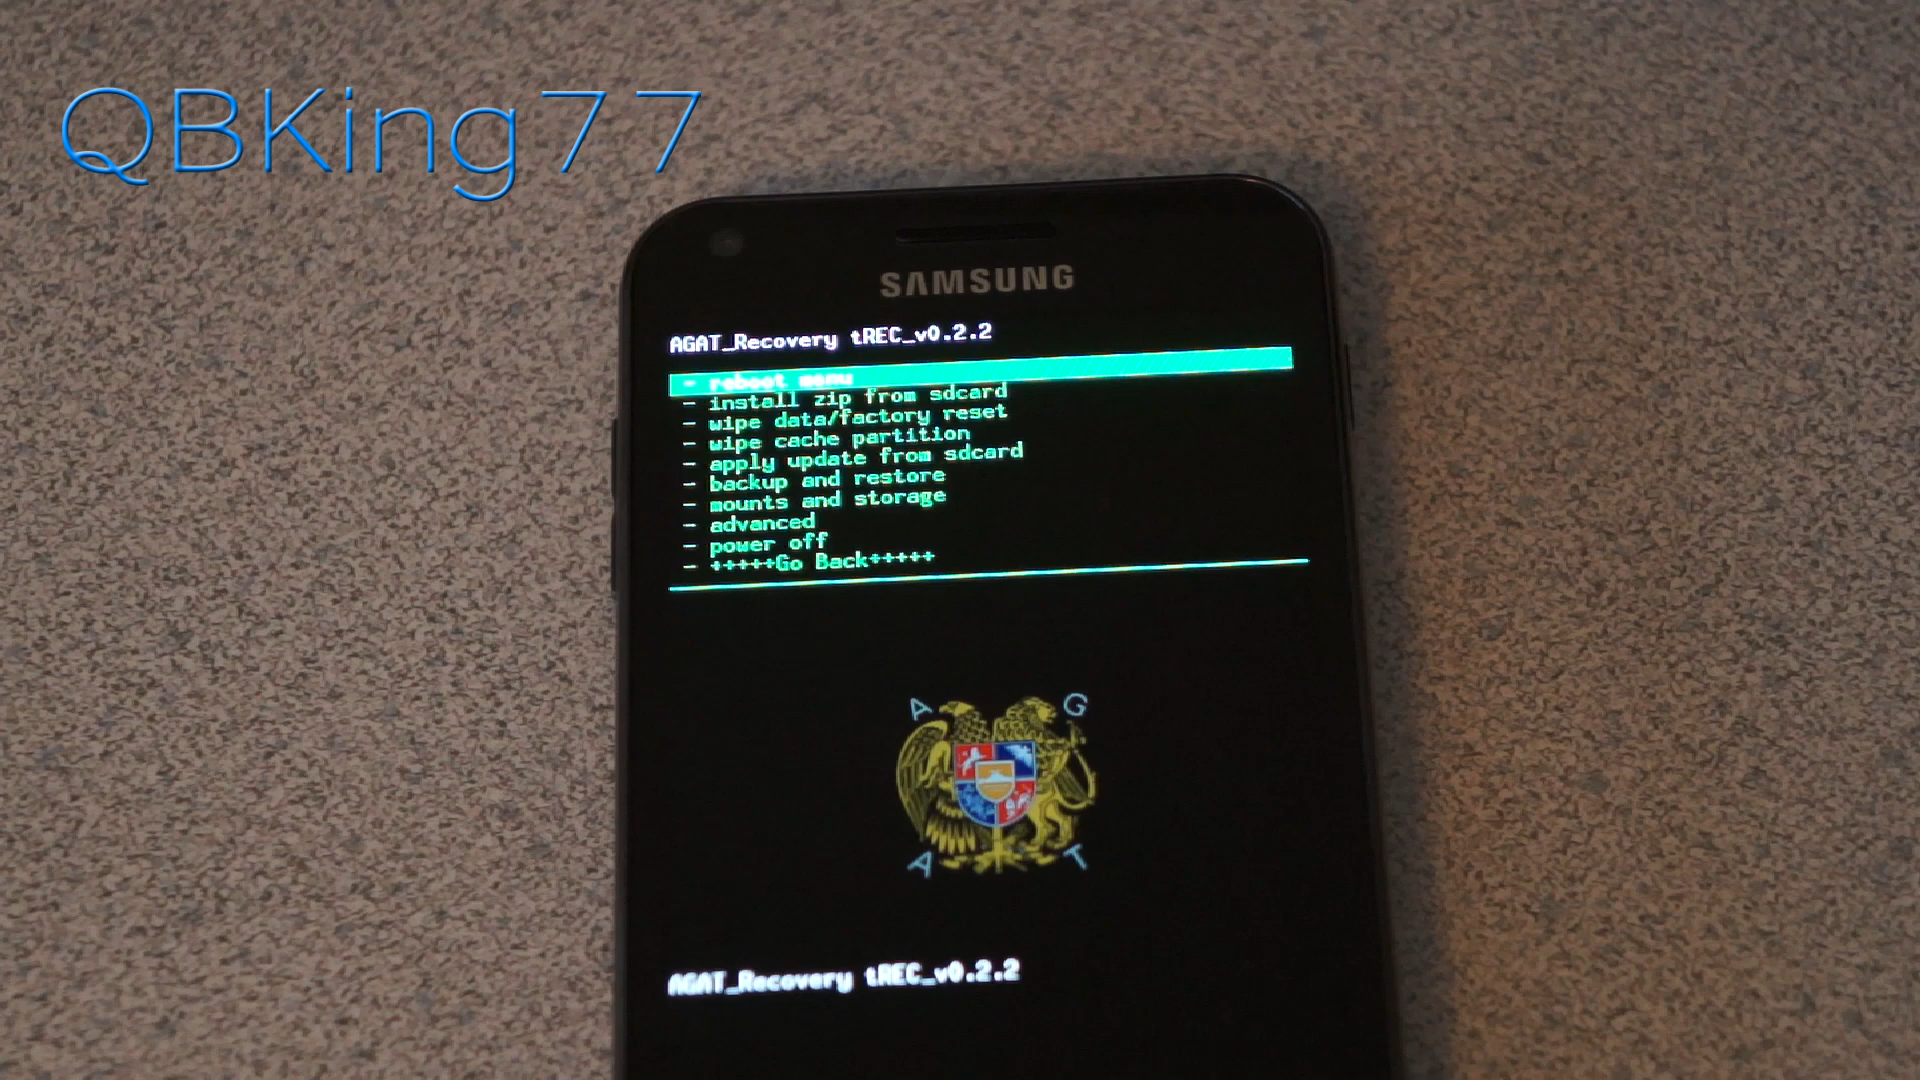 QBKing77
SAMSUNG
AGAT_Recovery tREC_v0.2.2
- reboot menu
- install zip from sdcard
- wipe data/factory reset
- wipe cache partition
- apply update from sdcard
- backup and restore
- mounts and storage
- advanced
- power off
- +++++Go Back+++++
A G
A T
AGAT_Recovery tREC_v0.2.2